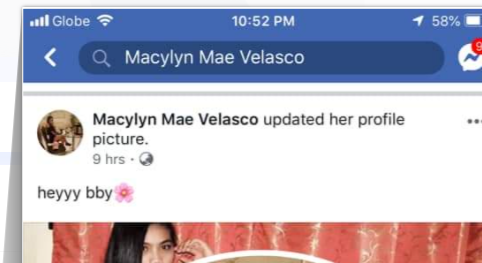 Globe 10:52 PM 58%
Macylyn Mae Velasco
9
Macylyn Mae Velasco updated her profile
picture.
9 hrs ·
heyyy bby🌸